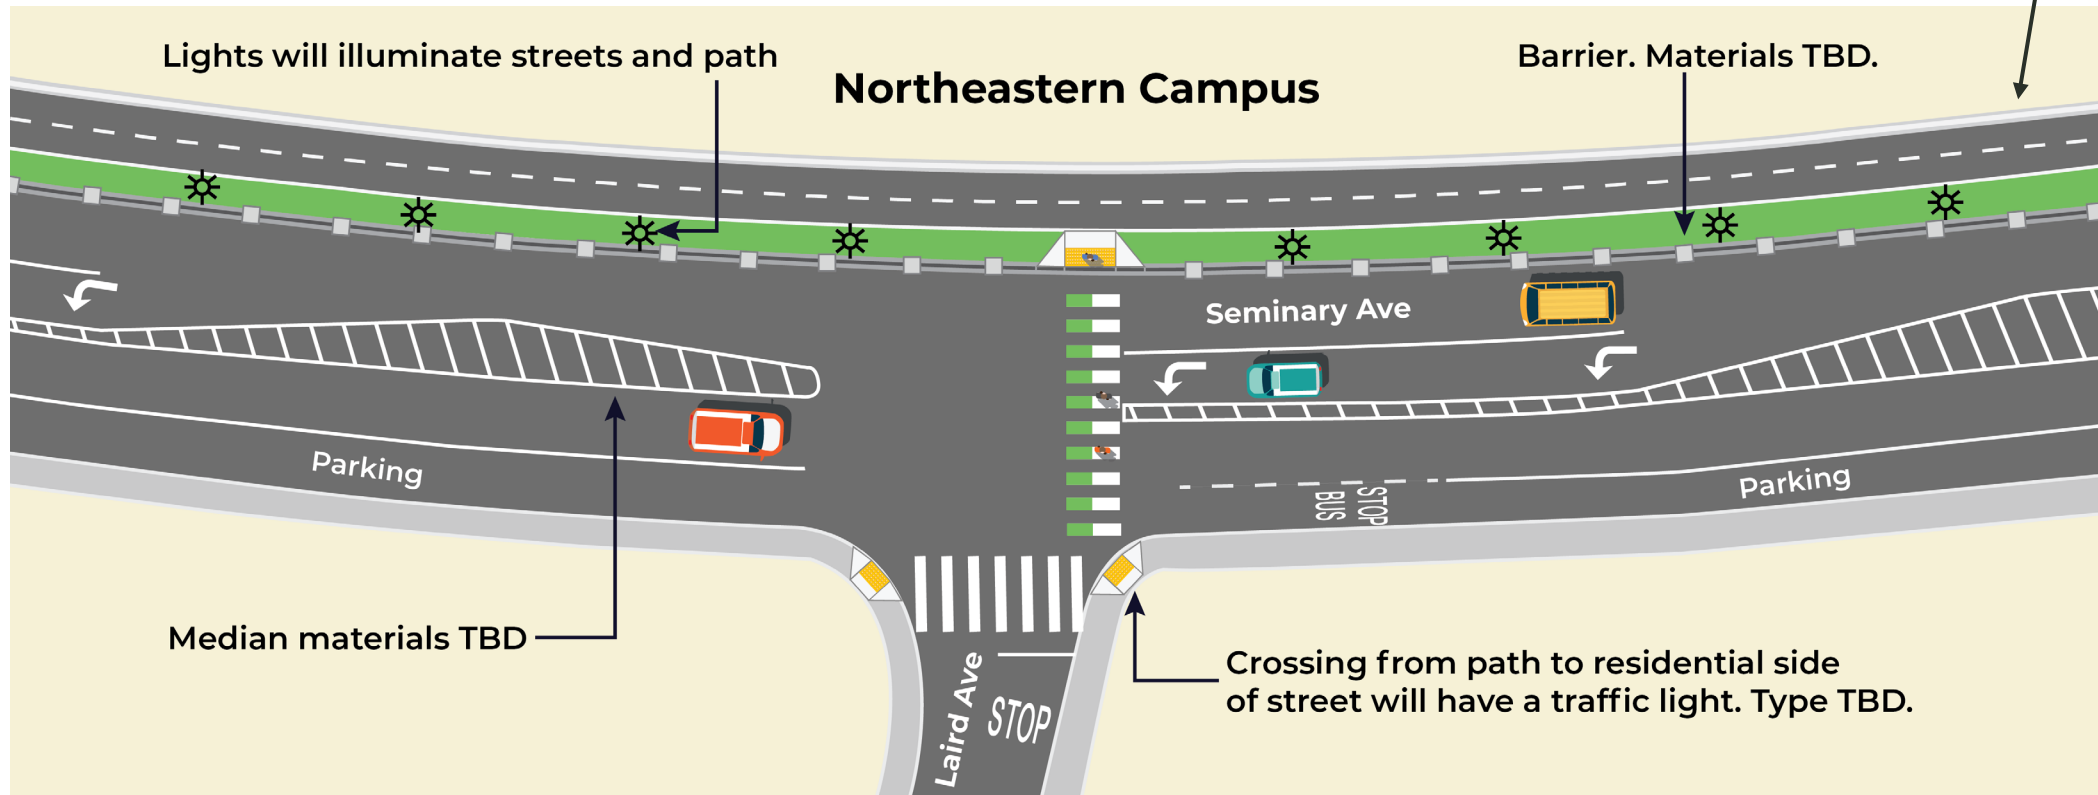 Lights will illuminate streets and path
Northeastern Campus
Barrier. Materials TBD.
Seminary Ave
Parking
STOP
BUS
Parking
Median materials TBD
Crossing from path to residential side
of street will have a traffic light. Type TBD.
Laird Ave
STOP